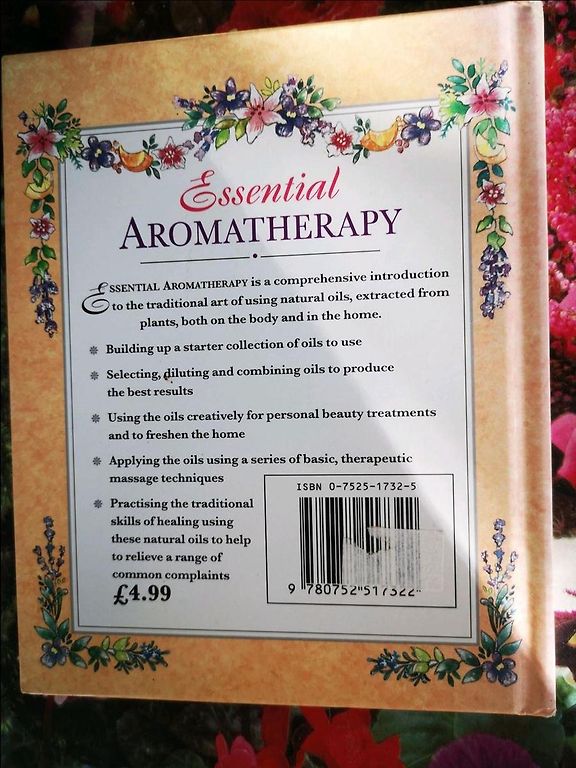 Essential
AROMATHERAPY
ESSENTIAL AROMATHERAPY is a comprehensive introduction
to the traditional art of using natural oils, extracted from
plants, both on the body and in the home.
Building up a starter collection of oils to use
Selecting, diluting and combining oils to produce
the best results
Using the oils creatively for personal beauty treatments
and to freshen the home
Applying the oils using a series of basic, therapeutic
massage techniques
Practising the traditional
skills of healing using
these natural oils to help
to relieve a range of
common complaints
£4.99
ISBN 0-7525-1732-5
9 780752 517322